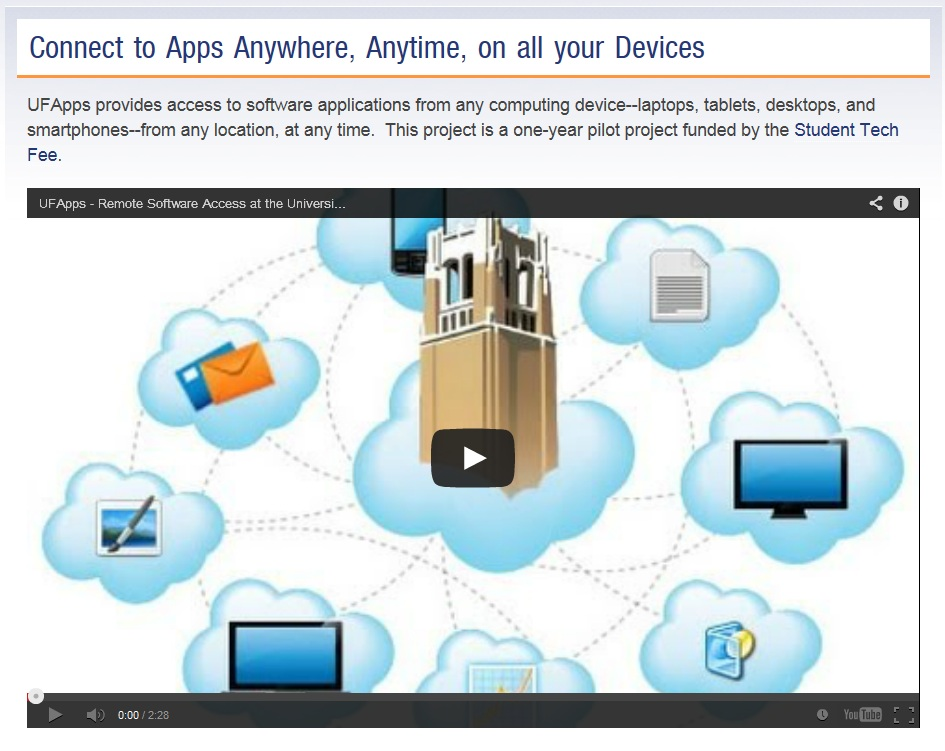 Connect to Apps Anywhere, Anytime, on all your Devices
UFApps provides access to software applications from any computing device--laptops, tablets, desktops, and
smartphones--from any location, at any time.  This project is a one-year pilot project funded by the Student Tech
Fee.
UFApps - Remote Software Access at the Universi...
0:00 / 2:28
YouTube